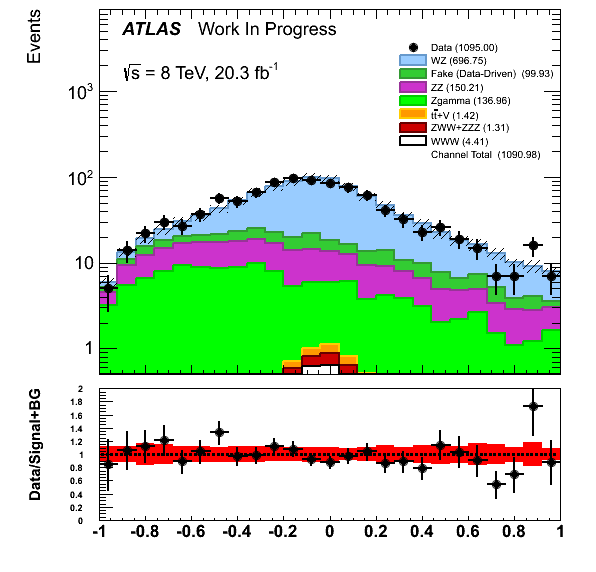 ATLAS Work In Progress
√s = 8 TeV, 20.3 fb-1
Data (1095.00)
WZ (696.75)
Fake (Data-Driven) (99.93)
ZZ (150.21)
Zgamma (136.96)
tt+V (1.42)
ZWW+ZZZ (1.31)
WWW (4.41)
Channel Total (1090.98)
Events
10^3
10^2
10
1
Data/Signal+BG
2
1.8
1.6
1.4
1.2
1
0.8
0.6
0.4
0.2
0
-1 -0.8 -0.6 -0.4 -0.2 0 0.2 0.4 0.6 0.8 1